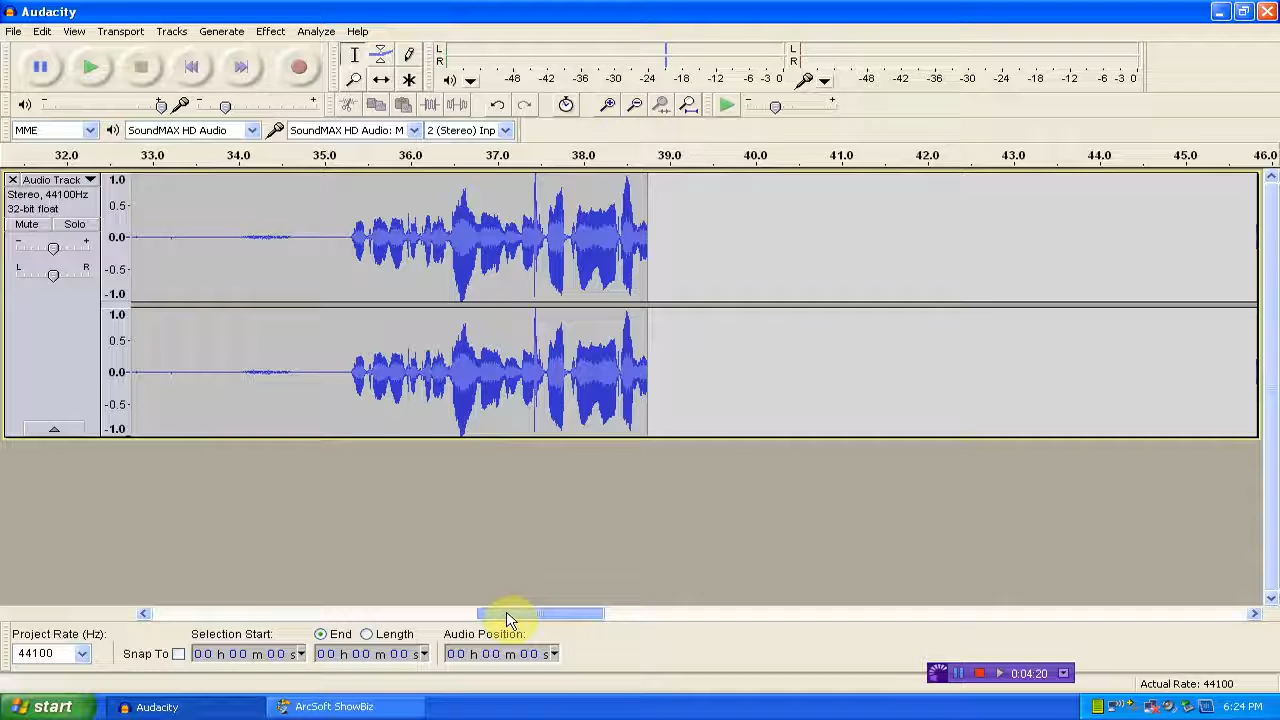 Audacity
File Edit View Transport Tracks Generate Effect Analyze Help
L R -48 -42 -36 -30 -24 -18 -12 -6 -3 0 L R -48 -42 -36 -30 -24 -18 -12 -6 -3 0
MME SoundMAX HD Audio SoundMAX HD Audio: M 2 (Stereo) Inp
32.0 33.0 34.0 35.0 36.0 37.0 38.0 39.0 40.0 41.0 42.0 43.0 44.0 45.0 46.0
Audio Track
Stereo, 44100Hz
32-bit float
Mute Solo
- +
L R
1.0
0.5
0.0
-0.5
-1.0
1.0
0.5
0.0
-0.5
-1.0
Project Rate (Hz): Selection Start: End Length Audio Position:
44100 Snap To 00 h 00 m 00 s 00 h 00 m 00 s 00 h 00 m 00 s
0:04:20
Actual Rate: 44100
start Audacity ArcSoft ShowBiz 6:24 PM